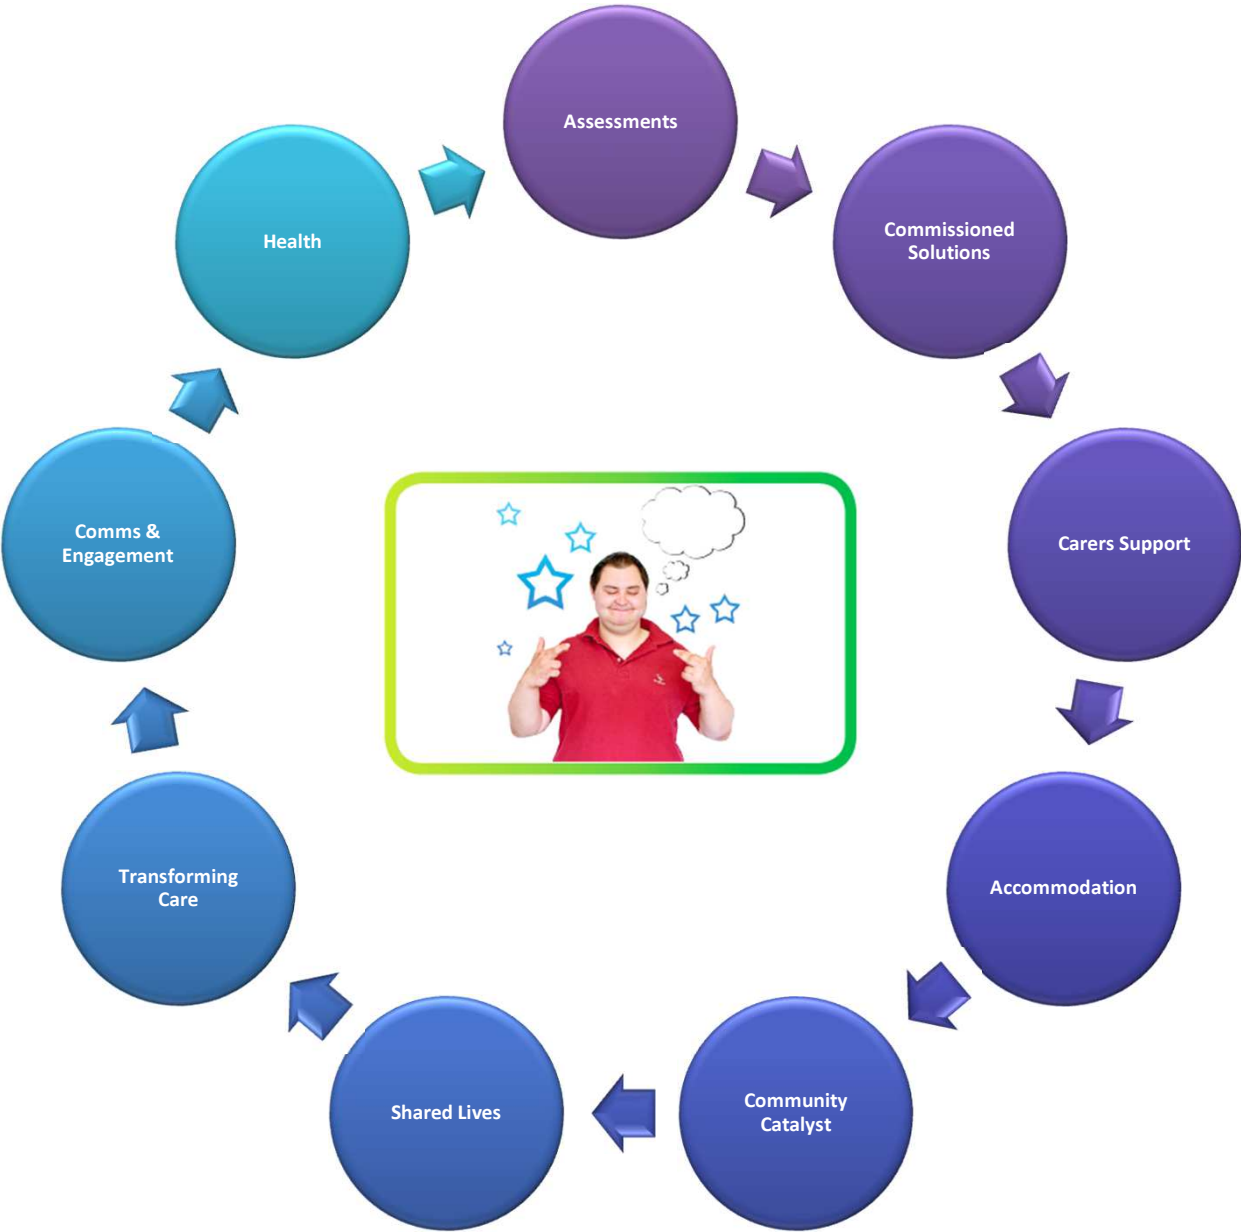 Assessments
Commissioned
Solutions
Carers Support
Accommodation
Community
Catalyst
Shared Lives
Transforming
Care
Comms &
Engagement
Health